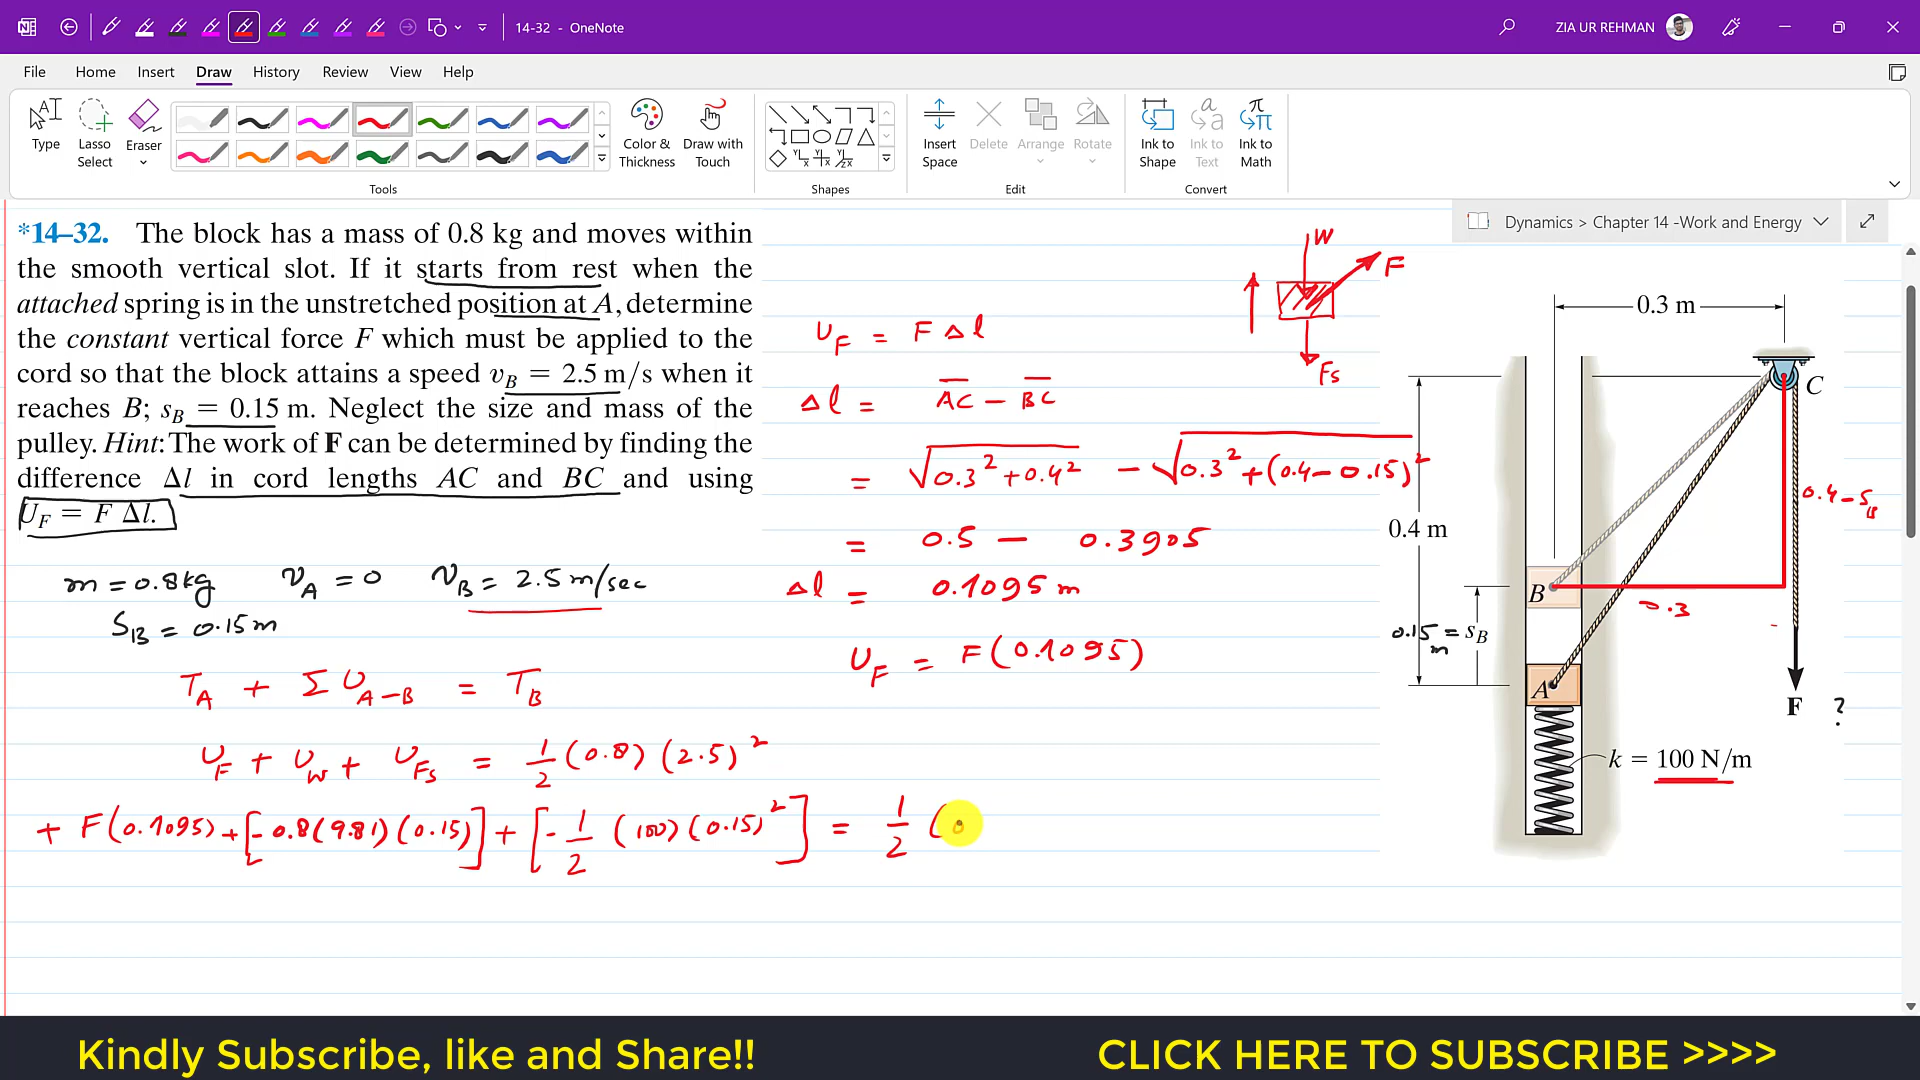 14-32 - OneNote
ZIA UR REHMAN
File Home Insert Draw History Review View Help
Type
Lasso Select
Eraser
Color & Thickness
Draw with Touch
Insert Space
Delete
Arrange
Rotate
Ink to Shape
Ink to Text
Ink to Math
Tools
Shapes
Edit
Convert
Dynamics > Chapter 14 -Work and Energy
*14–32. The block has a mass of 0.8 kg and moves within
the smooth vertical slot. If it starts from rest when the
attached spring is in the unstretched position at A, determine
the constant vertical force F which must be applied to the
cord so that the block attains a speed v_B = 2.5 m/s when it
reaches B; s_B = 0.15 m. Neglect the size and mass of the
pulley. Hint: The work of F can be determined by finding the
difference Δl in cord lengths AC and BC and using
U_F = F Δl.
m = 0.8 kg v_A = 0 v_B = 2.5 m/sec
S_B = 0.15 m
T_A + Σ U_A-B = T_B
U_F + U_W + U_Fs = 1/2 (0.8) (2.5)²
+ F(0.1095) + [-0.8(9.81)(0.15)] + [-1/2 (100)(0.15)²] = 1/2 (0
U_F = F Δl
Δl = AC - BC
= √0.3² + 0.4² - √0.3² + (0.4 - 0.15)²
= 0.5 - 0.3905
Δl = 0.1095 m
U_F = F(0.1095)
W
F
Fs
0.3 m
C
0.4 - S_B
0.4 m
B
0.3
0.15 m = s_B
A
F ?
k = 100 N/m
Kindly Subscribe, like and Share!!
CLICK HERE TO SUBSCRIBE >>>>